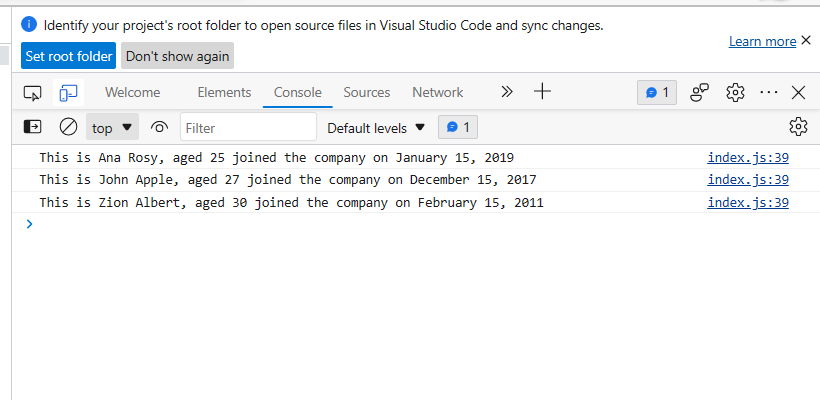 Identify your project's root folder to open source files in Visual Studio Code and sync changes.
Learn more
Set root folder Don't show again
Welcome Elements Console Sources Network 1
top Filter Default levels 1
This is Ana Rosy, aged 25 joined the company on January 15, 2019 index.js:39
This is John Apple, aged 27 joined the company on December 15, 2017 index.js:39
This is Zion Albert, aged 30 joined the company on February 15, 2011 index.js:39